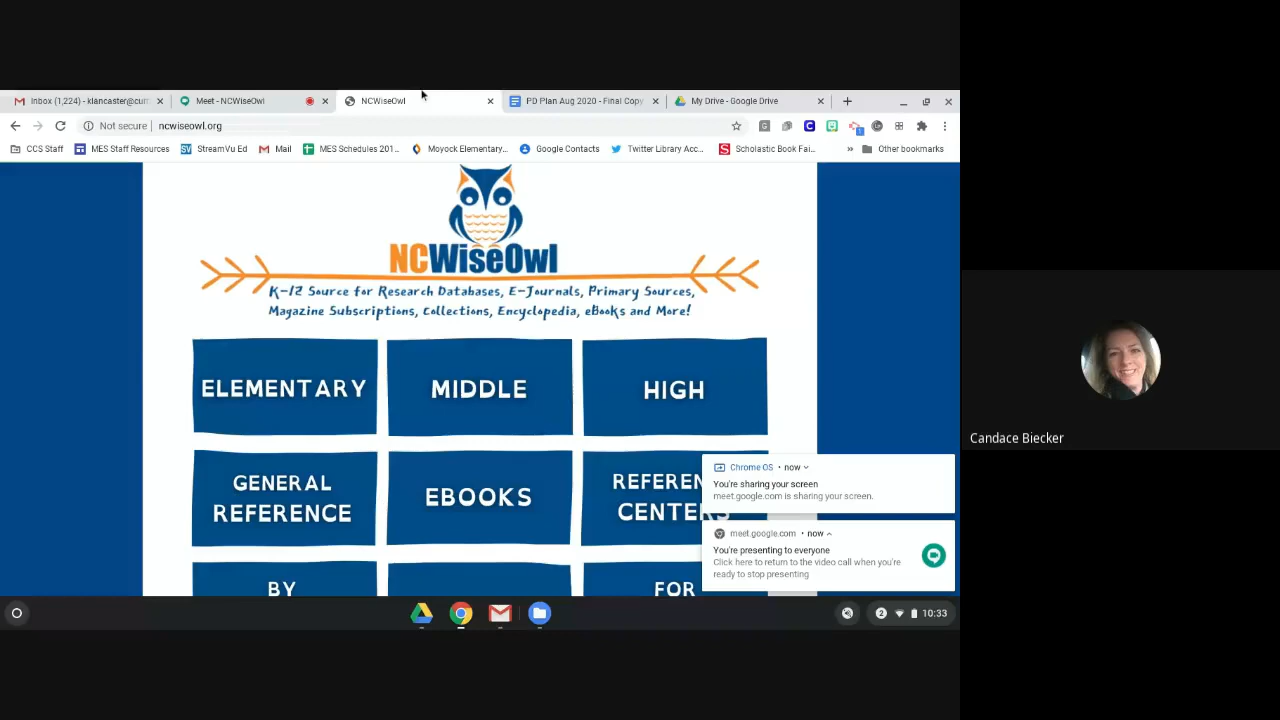 Inbox (1,224) - klancaster@curr
Meet - NCWiseOwl
NCWiseOwl
PD Plan Aug 2020 - Final Copy
My Drive - Google Drive
Not secure
ncwiseowl.org
CCS Staff
MES Staff Resources
StreamVu Ed
Mail
MES Schedules 201...
Moyock Elementary...
Google Contacts
Twitter Library Acc...
Scholastic Book Fai...
Other bookmarks
NCWiseOwl
K-12 Source for Research Databases, E-Journals, Primary Sources,
Magazine Subscriptions, Collections, Encyclopedia, eBooks and More!
ELEMENTARY
MIDDLE
HIGH
GENERAL
REFERENCE
EBOOKS
REFEREN
CENTERS
BY
FOR
Chrome OS • now
You're sharing your screen
meet.google.com is sharing your screen.
meet.google.com • now
You're presenting to everyone
Click here to return to the video call when you're
ready to stop presenting
2
10:33
Candace Biecker